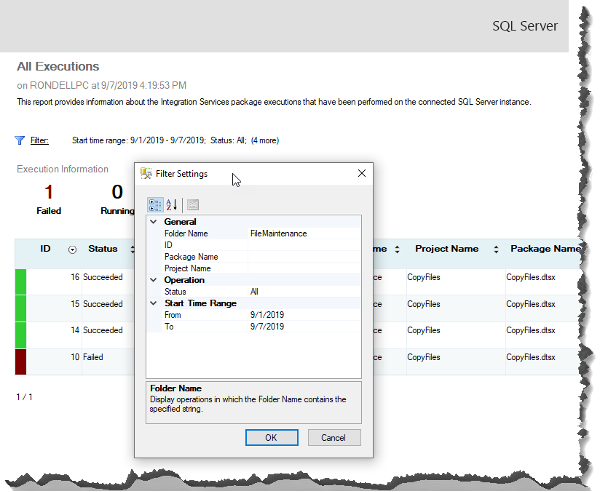 SQL Server
All Executions
on RONDELLPC at 9/7/2019 4:19:53 PM
This report provides information about the Integration Services package executions that have been performed on the connected SQL Server instance.
Filter: Start time range: 9/1/2019 - 9/7/2019; Status: All; (4 more)
Execution Information
1 0
Failed Running
ID Status me Project Name Package Name
16 Succeeded ce CopyFiles CopyFiles.dtsx
15 Succeeded ce CopyFiles CopyFiles.dtsx
14 Succeeded ce CopyFiles CopyFiles.dtsx
10 Failed ce CopyFiles CopyFiles.dtsx
1 / 1
Filter Settings
General
Folder Name FileMaintenance
ID
Package Name
Project Name
Operation
Status All
Start Time Range
From 9/1/2019
To 9/7/2019
Folder Name
Display operations in which the Folder Name contains the
specified string.
OK Cancel